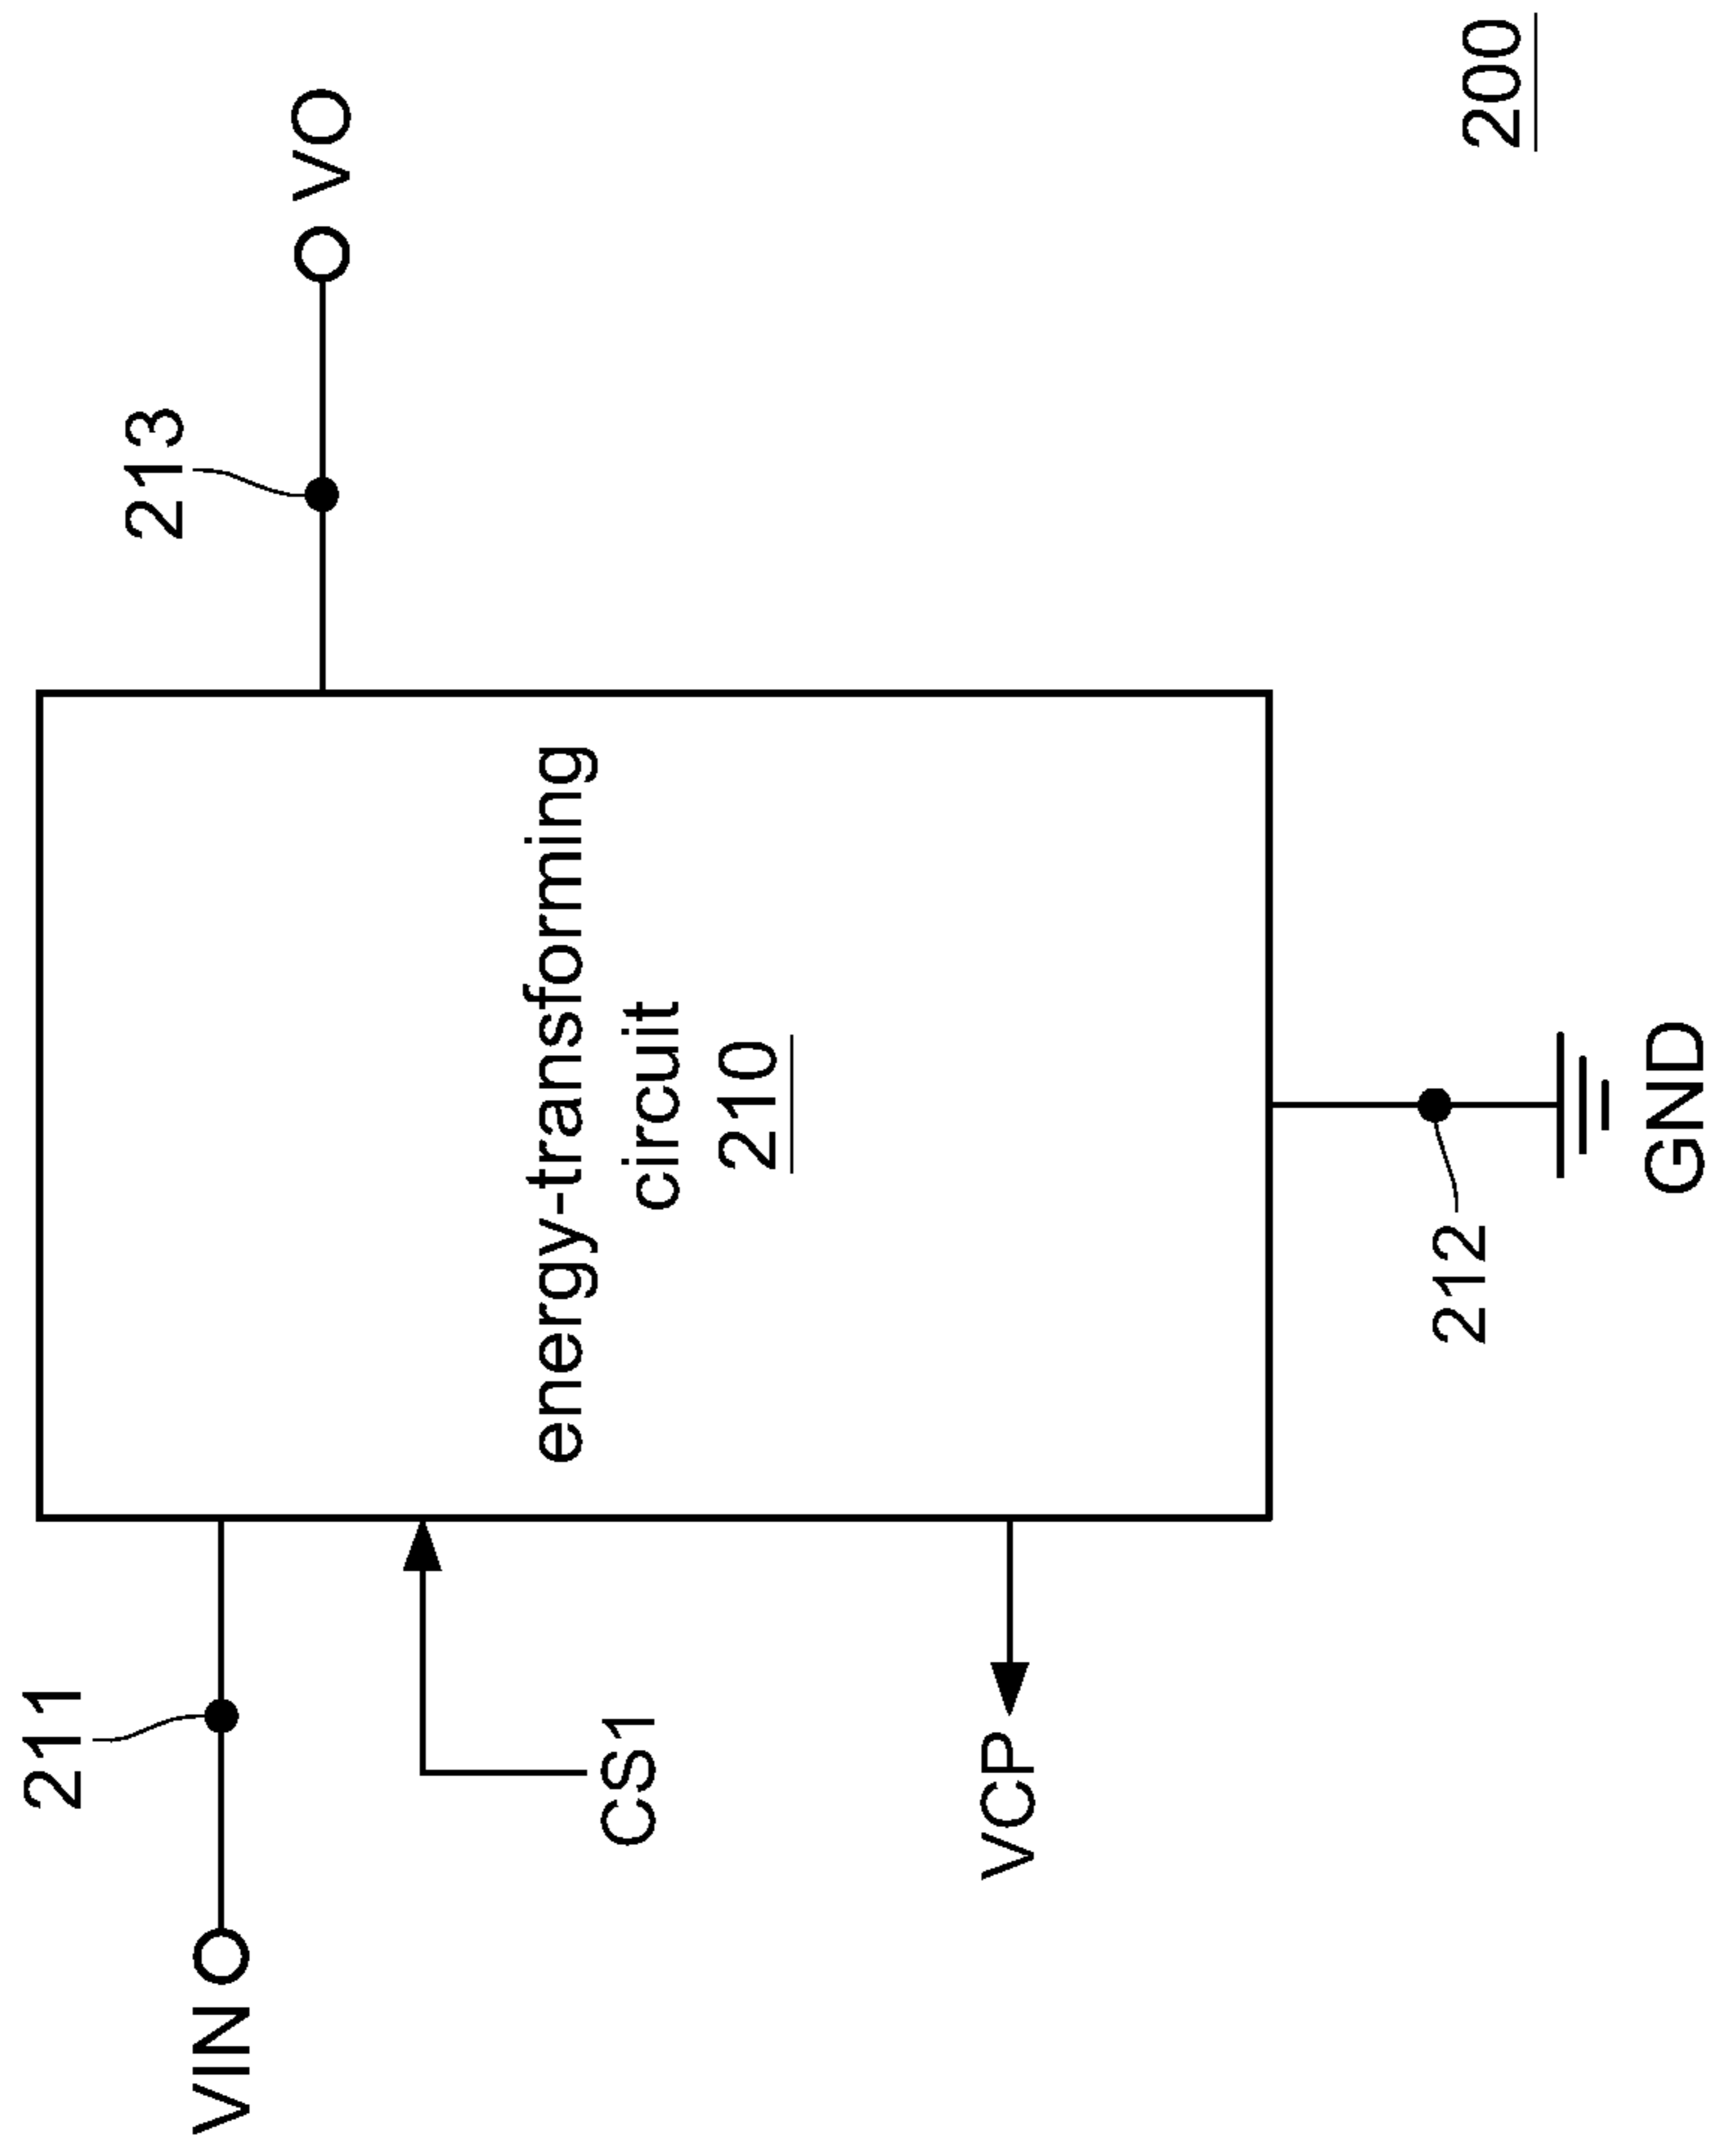 211
VIN
CS1
VCP
energy-transforming
circuit
210
213
VO
212
GND
200